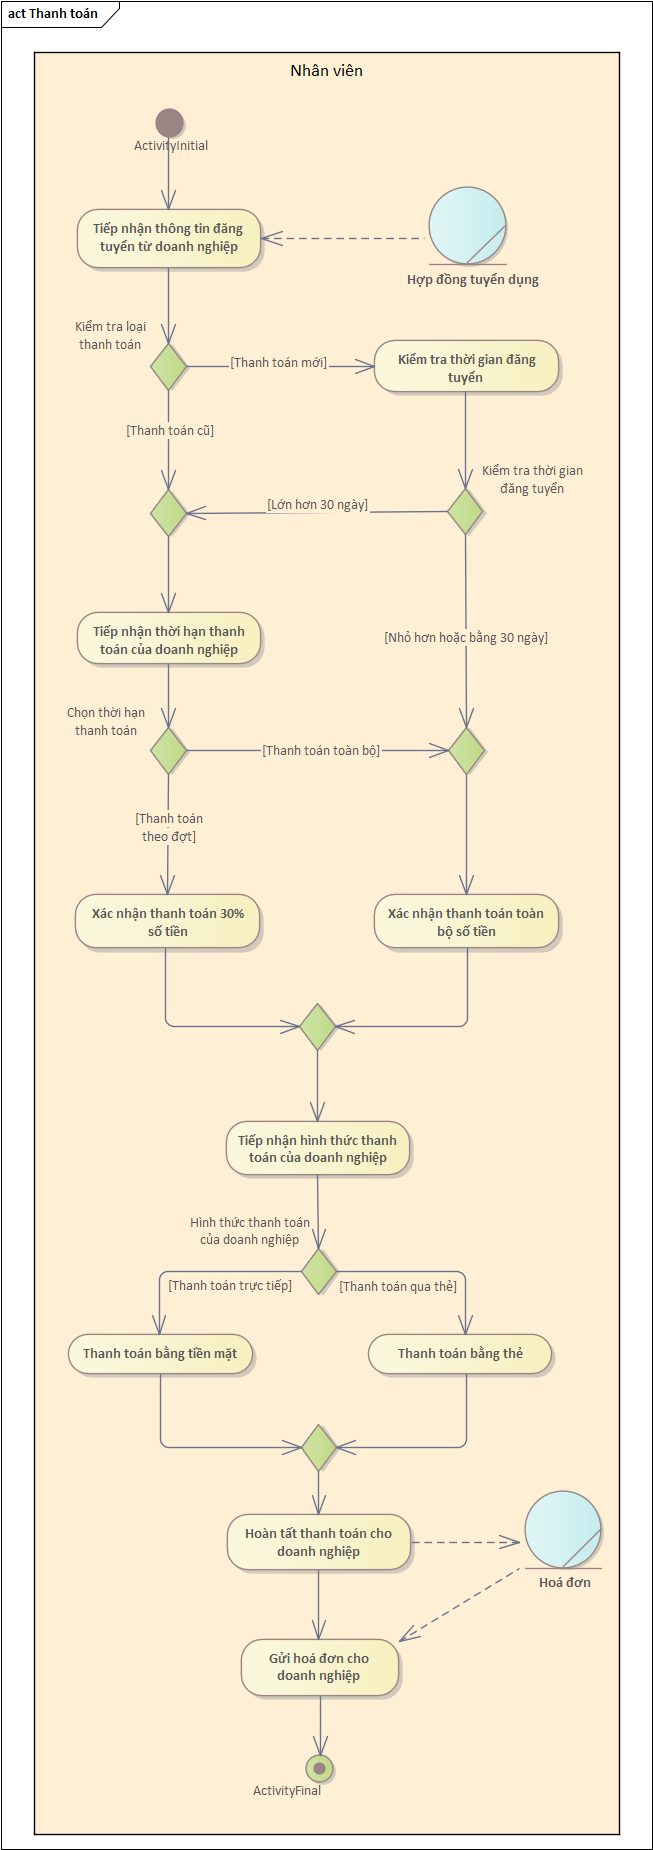 act Thanh toán
Nhân viên
ActivityInitial
Tiếp nhận thông tin đăng
tuyển từ doanh nghiệp
Hợp đồng tuyển dụng
Kiểm tra loại
thanh toán
[Thanh toán mới]
Kiểm tra thời gian đăng
tuyển
[Thanh toán cũ]
Kiểm tra thời gian
đăng tuyển
[Lớn hơn 30 ngày]
Tiếp nhận thời hạn thanh
toán của doanh nghiệp
[Nhỏ hơn hoặc bằng 30 ngày]
Chọn thời hạn
thanh toán
[Thanh toán toàn bộ]
[Thanh toán
theo đợt]
Xác nhận thanh toán 30%
số tiền
Xác nhận thanh toán toàn
bộ số tiền
Tiếp nhận hình thức thanh
toán của doanh nghiệp
Hình thức thanh toán
của doanh nghiệp
[Thanh toán trực tiếp]
[Thanh toán qua thẻ]
Thanh toán bằng tiền mặt
Thanh toán bằng thẻ
Hoàn tất thanh toán cho
doanh nghiệp
Hoá đơn
Gửi hoá đơn cho
doanh nghiệp
ActivityFinal